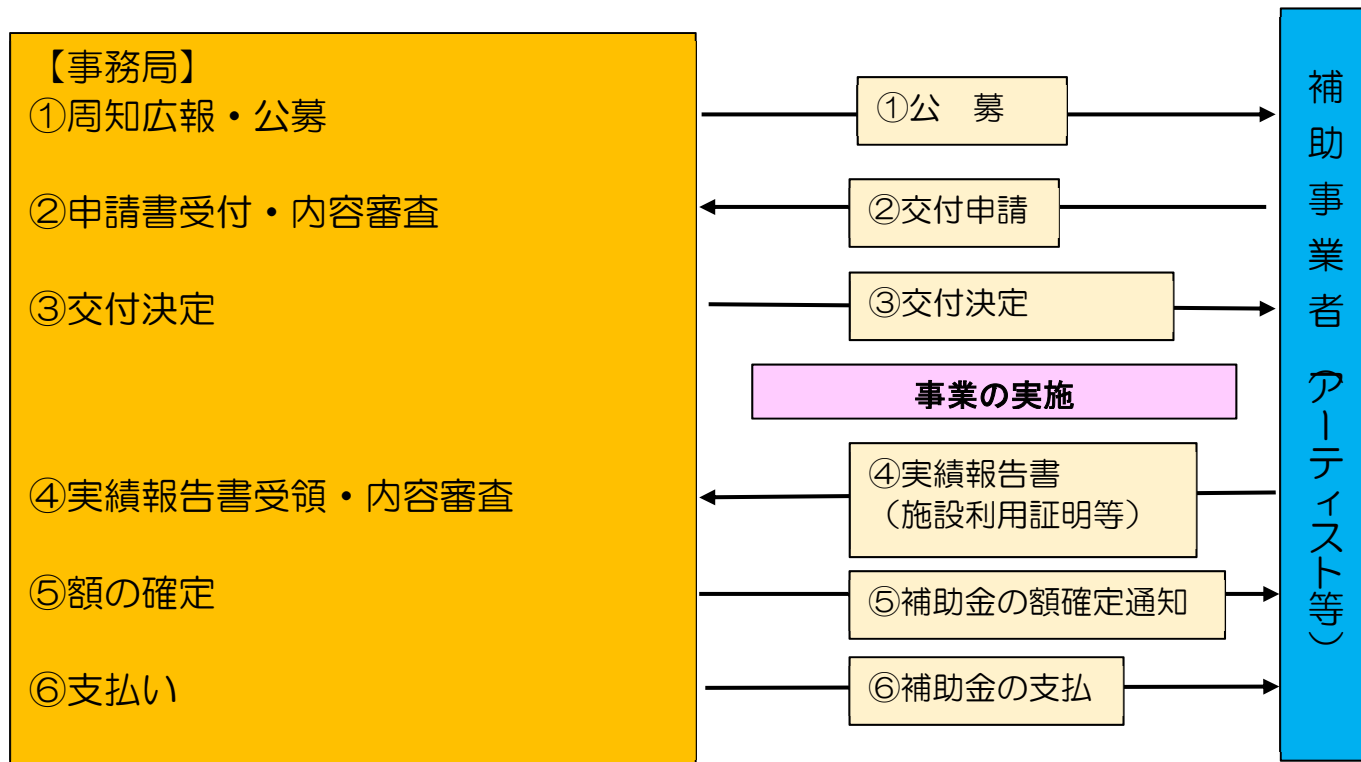 【事務局】
①周知広報・公募
②申請書受付・内容審査
③交付決定
④実績報告書受領・内容審査
⑤額の確定
⑥支払い
①公　募
②交付申請
③交付決定
事業の実施
④実績報告書
（施設利用証明等）
⑤補助金の額確定通知
⑥補助金の支払
補助事業者（アーティスト等）